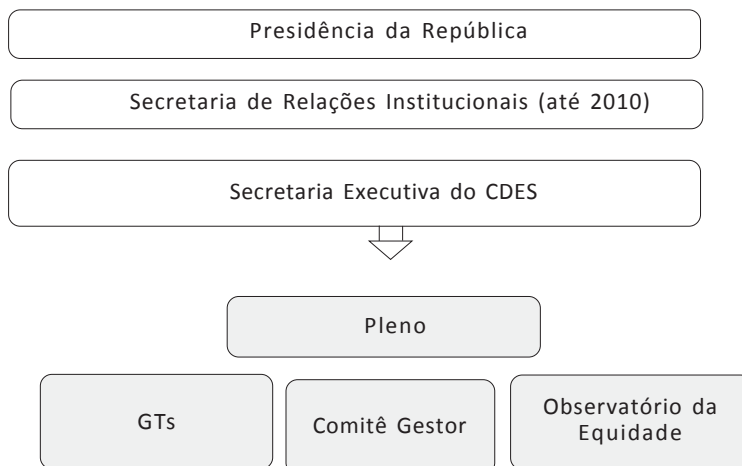 Presidência da República
Secretaria de Relações Institucionais (até 2010)
Secretaria Executiva do CDES
Pleno
GTs
Comitê Gestor
Observatório da
Equidade